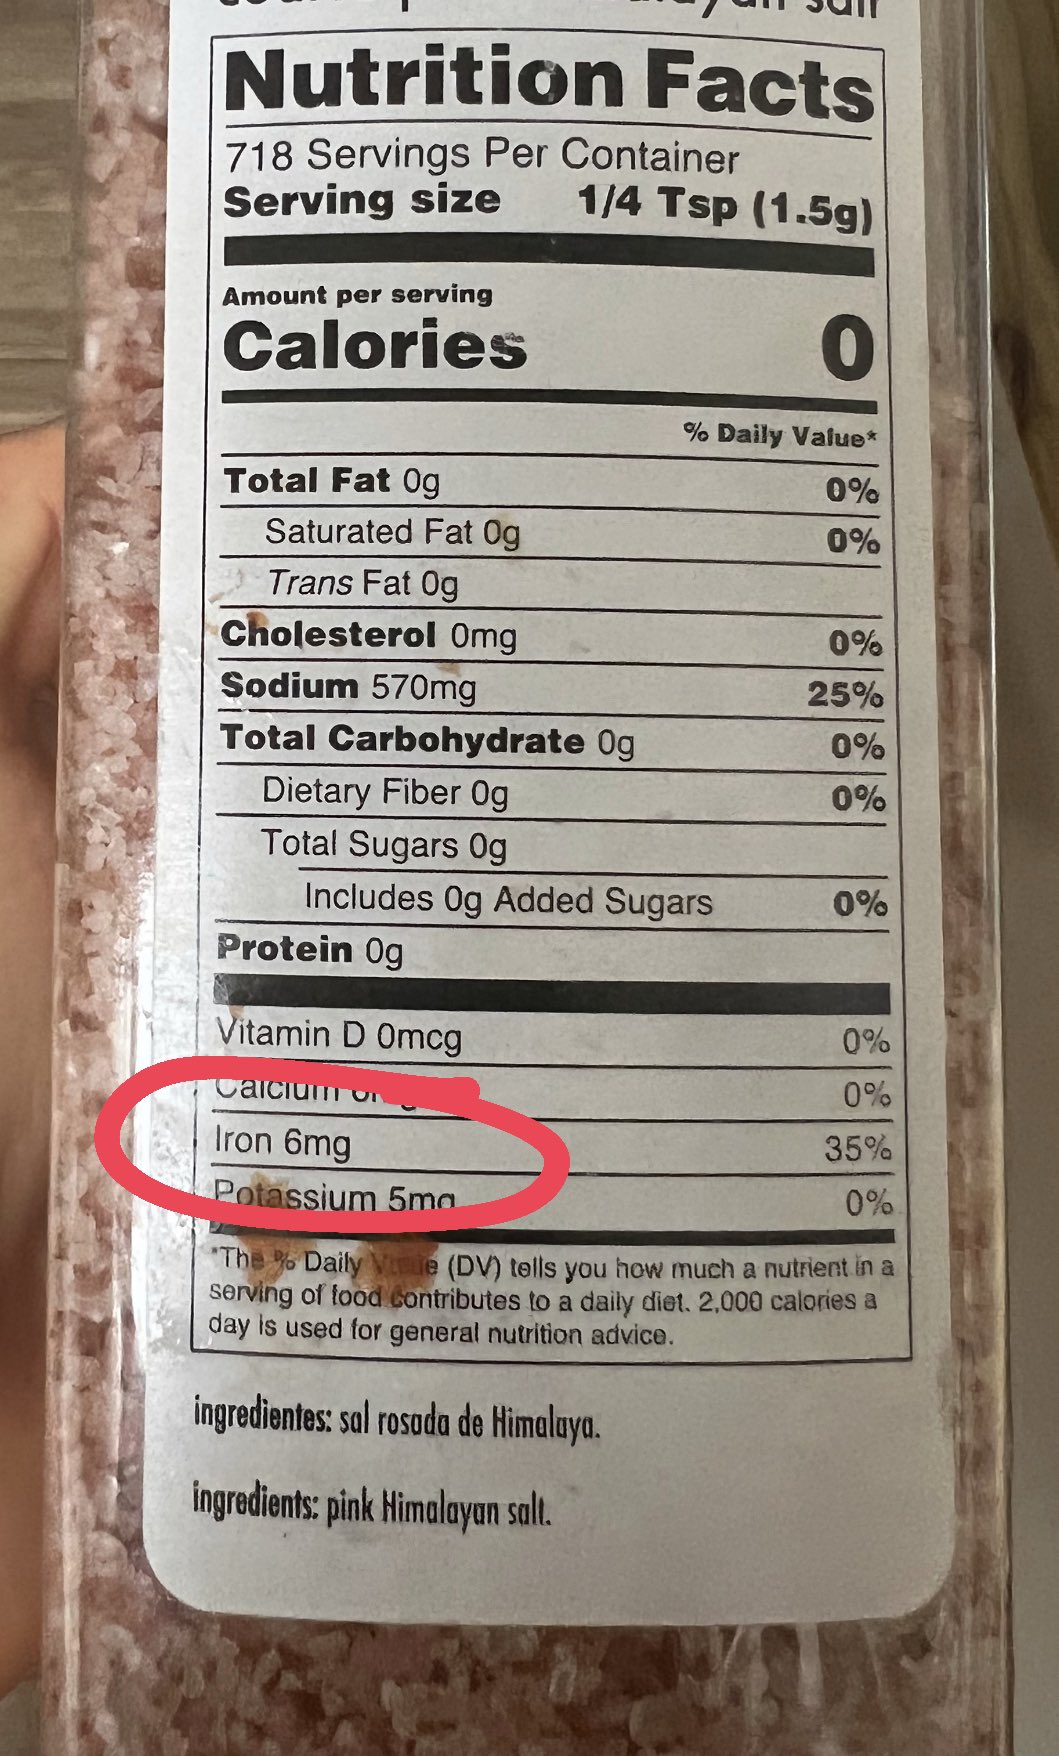 Nutrition Facts
718 Servings Per Container
Serving size 1/4 Tsp (1.5g)
Amount per serving
Calories 0
% Daily Value*
Total Fat 0g 0%
Saturated Fat 0g 0%
Trans Fat 0g
Cholesterol 0mg 0%
Sodium 570mg 25%
Total Carbohydrate 0g 0%
Dietary Fiber 0g 0%
Total Sugars 0g
Includes 0g Added Sugars 0%
Protein 0g
Vitamin D 0mcg 0%
Calcium 0%
Iron 6mg 35%
Potassium 5mg 0%
*The % Daily Value (DV) tells you how much a nutrient in a
serving of food contributes to a daily diet. 2,000 calories a
day is used for general nutrition advice.
ingredientes: sal rosada de Himalaya.
ingredients: pink Himalayan salt.